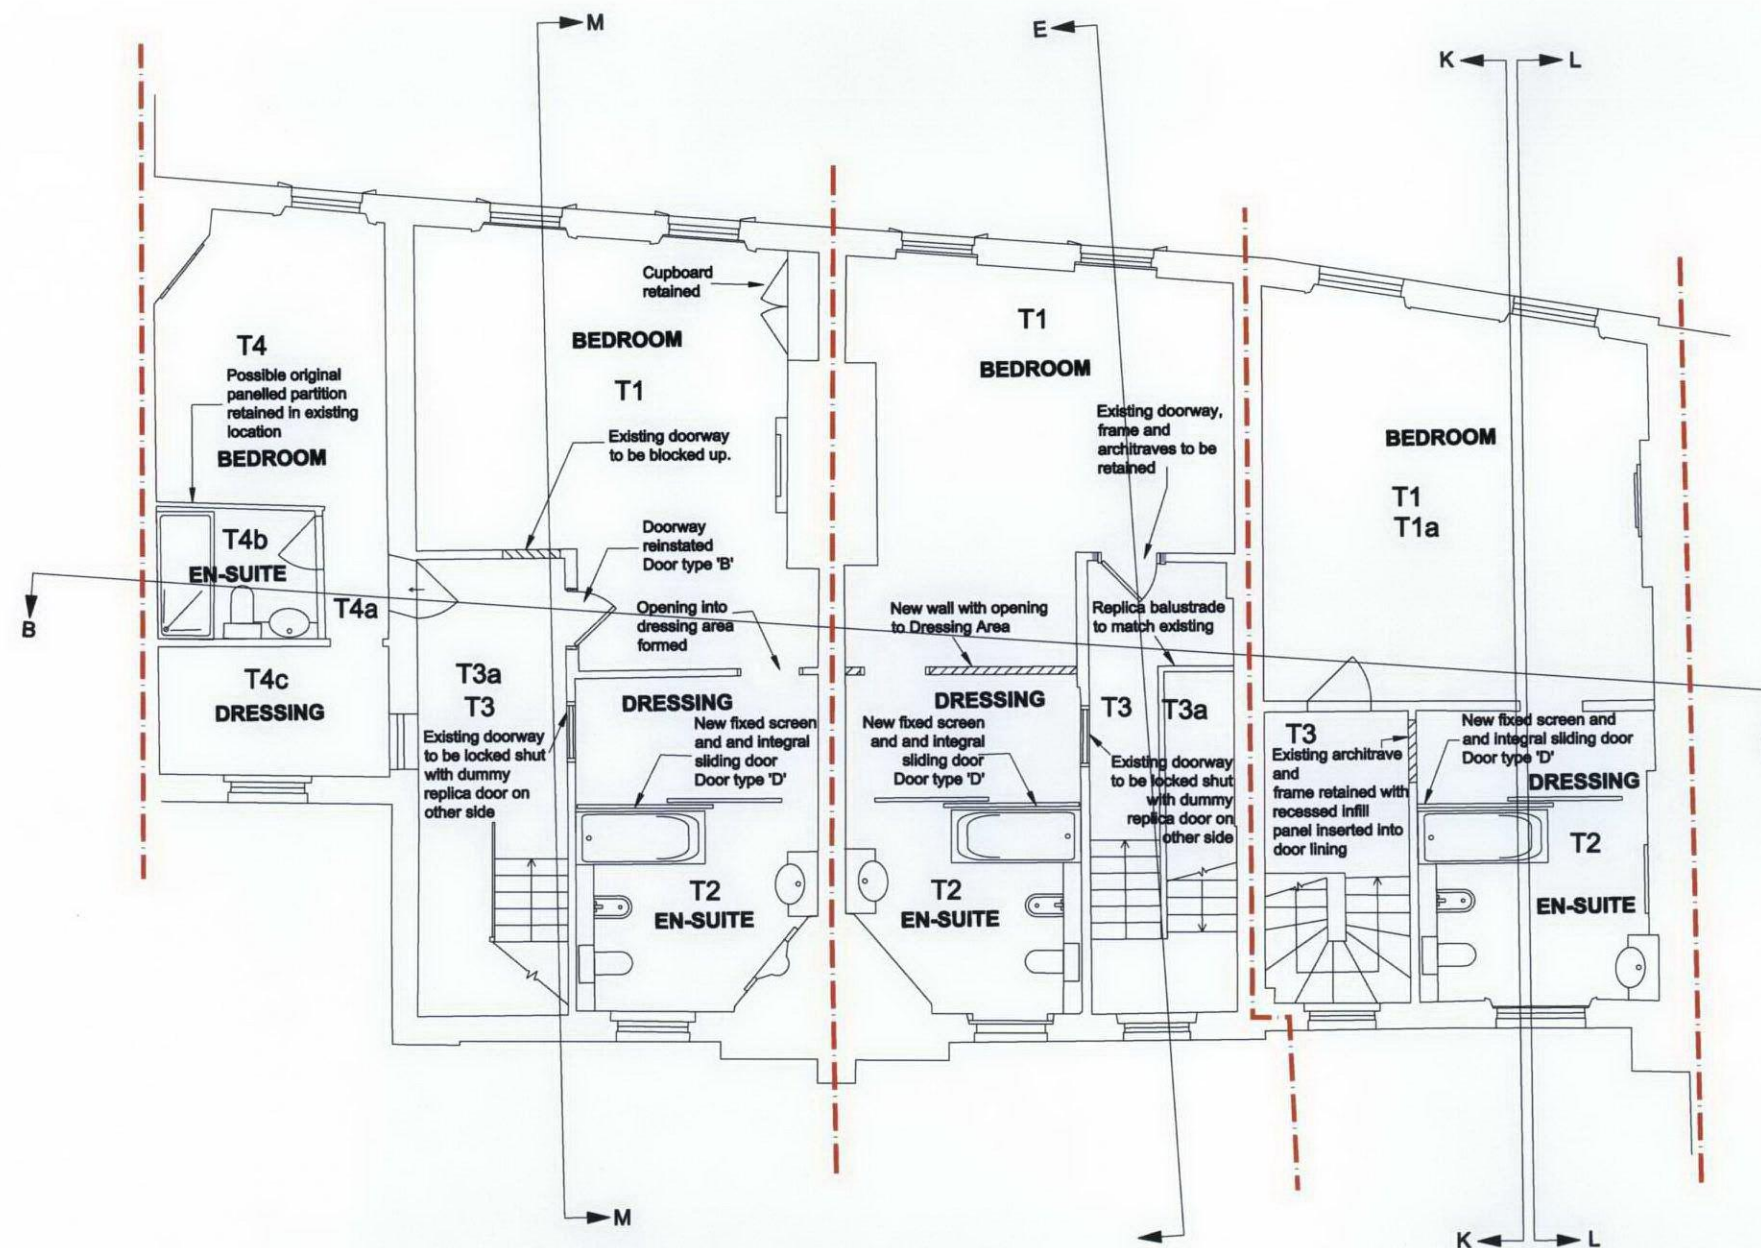 M
E
K
L
Cupboard
retained
T4
Possible original
panelled partition
retained in existing
location
BEDROOM
BEDROOM
T1
Existing doorway
to be blocked up.
T1
BEDROOM
Existing doorway,
frame and
architraves to be
retained
BEDROOM
T1
T1a
T4b
EN-SUITE
T4a
Doorway
reinstated
Door type 'B'
Opening into
dressing area
formed
New wall with opening
to Dressing Area
Replica balustrade
to match existing
B
T4c
DRESSING
T3a
T3
Existing doorway
to be locked shut
with dummy
replica door on
other side
DRESSING
New fixed screen
and and integral
sliding door
Door type 'D'
DRESSING
New fixed screen
and and integral
sliding door
Door type 'D'
T3
T3a
Existing doorway
to be locked shut
with dummy
replica door on
other side
T3
Existing architrave
and
frame retained with
recessed infill
panel inserted into
door lining
New fixed screen and
and integral sliding door
Door type 'D'
DRESSING
T2
EN-SUITE
T2
EN-SUITE
T2
EN-SUITE
M
K
L